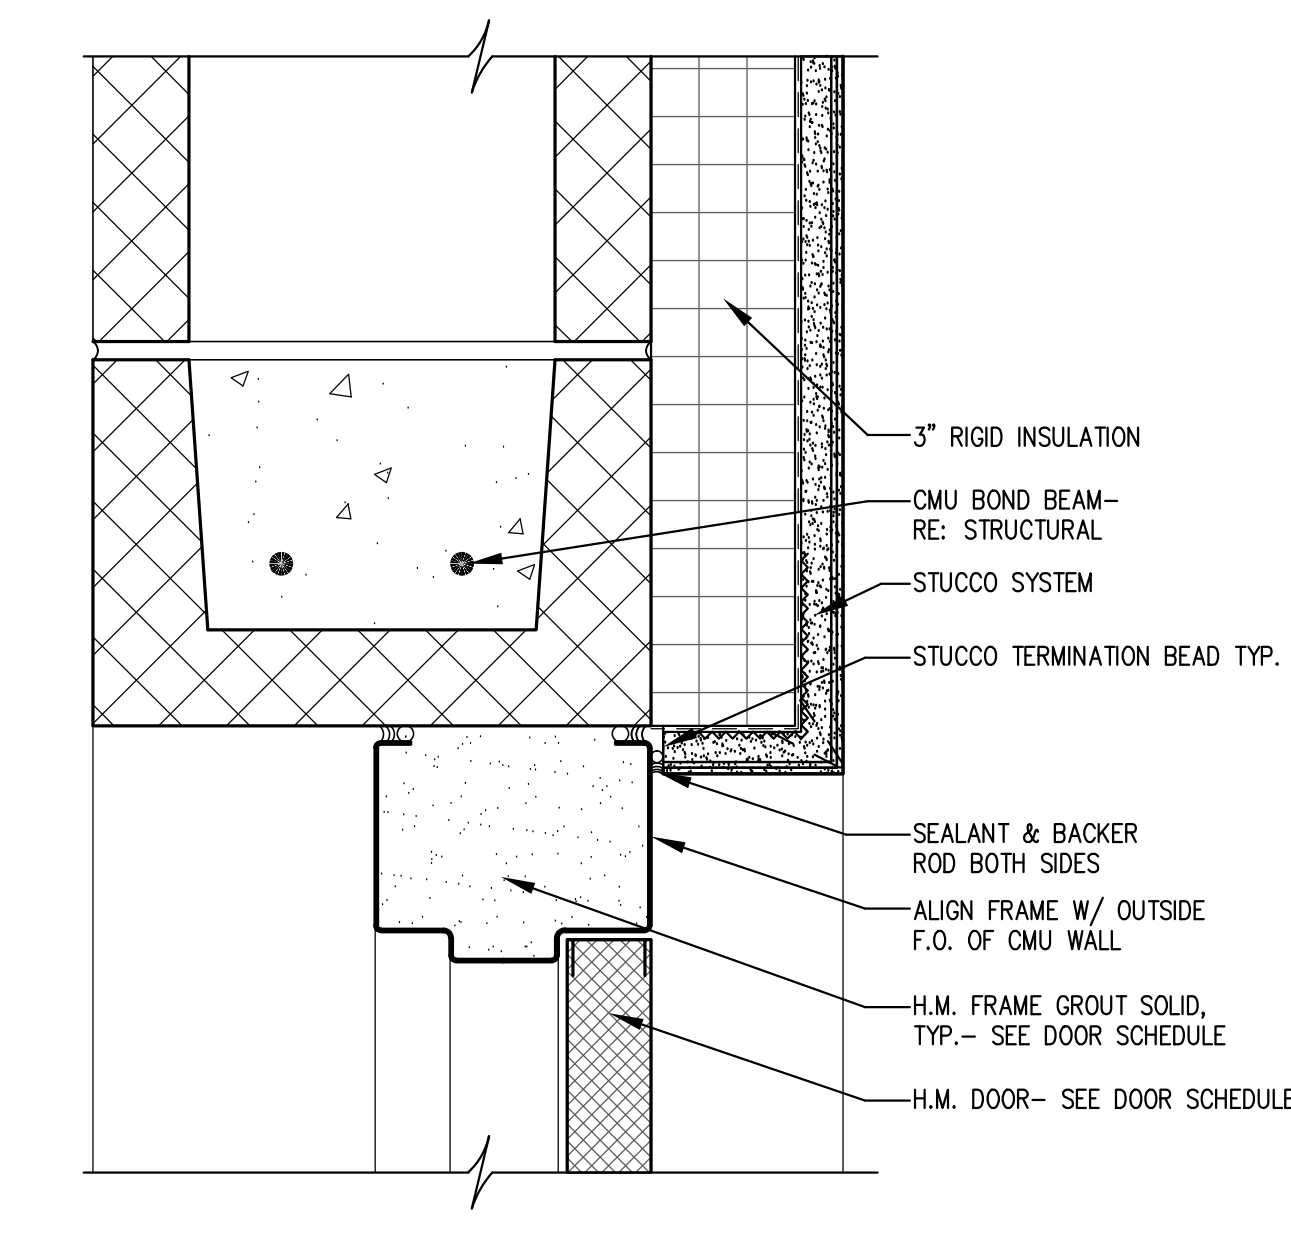 3” RIGID INSULATION
CMU BOND BEAM–
RE: STRUCTURAL
STUCCO SYSTEM
STUCCO TERMINATION BEAD TYP.
SEALANT & BACKER
ROD BOTH SIDES
ALIGN FRAME W/ OUTSIDE
F.O. OF CMU WALL
H.M. FRAME GROUT SOLID,
TYP.– SEE DOOR SCHEDULE
H.M. DOOR– SEE DOOR SCHEDULE